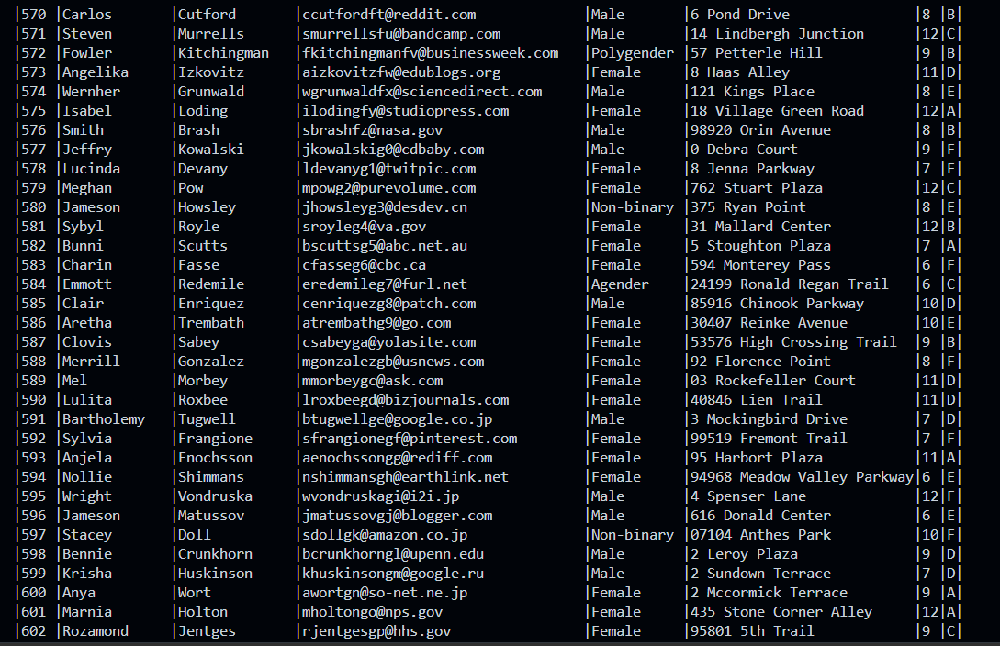 |570 |Carlos |Cutford |ccutfordft@reddit.com |Male |6 Pond Drive |8 |B|
|571 |Steven |Murrells |smurrellsfu@bandcamp.com |Male |14 Lindbergh Junction |12|C|
|572 |Fowler |Kitchingman |fkitchingmanfv@businessweek.com |Polygender |57 Petterle Hill |9 |B|
|573 |Angelika |Izkovitz |aizkovitzfw@edublogs.org |Female |8 Haas Alley |11|D|
|574 |Wernher |Grunwald |wgrunwaldfx@sciencedirect.com |Male |121 Kings Place |8 |E|
|575 |Isabel |Loding |ilodingfy@studiopress.com |Female |18 Village Green Road |12|A|
|576 |Smith |Brash |sbrashfz@nasa.gov |Male |98920 Orin Avenue |8 |B|
|577 |Jeffry |Kowalski |jkowalskig0@cdbaby.com |Male |0 Debra Court |9 |F|
|578 |Lucinda |Devany |ldevanyg1@twitpic.com |Female |8 Jenna Parkway |7 |E|
|579 |Meghan |Pow |mpowg2@purevolume.com |Female |762 Stuart Plaza |12|C|
|580 |Jameson |Howsley |jhowsleyg3@desdev.cn |Non-binary |375 Ryan Point |8 |E|
|581 |Sybyl |Royle |sroyleg4@va.gov |Female |31 Mallard Center |12|B|
|582 |Bunni |Scutts |bscuttsg5@abc.net.au |Female |5 Stoughton Plaza |7 |A|
|583 |Charin |Fasse |cfasseg6@cbc.ca |Female |594 Monterey Pass |6 |F|
|584 |Emmott |Redemile |eredemileg7@furl.net |Agender |24199 Ronald Regan Trail |6 |C|
|585 |Clair |Enriquez |cenriquezg8@patch.com |Male |85916 Chinook Parkway |10|D|
|586 |Aretha |Trembath |atrembathg9@go.com |Female |30407 Reinke Avenue |10|E|
|587 |Clovis |Sabey |csabeyga@yolasite.com |Female |53576 High Crossing Trail |9 |B|
|588 |Merrill |Gonzalez |mgonzalezgb@usnews.com |Female |92 Florence Point |8 |F|
|589 |Mel |Morbey |mmorbeygc@ask.com |Female |03 Rockefeller Court |11|D|
|590 |Lulita |Roxbee |lroxbeegd@bizjournals.com |Female |40846 Lien Trail |11|D|
|591 |Bartholemy |Tugwell |btugwellge@google.co.jp |Male |3 Mockingbird Drive |7 |D|
|592 |Sylvia |Frangione |sfrangionegf@pinterest.com |Female |99519 Fremont Trail |7 |F|
|593 |Anjela |Enochsson |aenochssongg@rediff.com |Female |95 Harbort Plaza |11|A|
|594 |Nollie |Shimmans |nshimmansgh@earthlink.net |Female |94968 Meadow Valley Parkway|6 |E|
|595 |Wright |Vondruska |wvondruskagi@i2i.jp |Male |4 Spenser Lane |12|F|
|596 |Jameson |Matussov |jmatussovgj@blogger.com |Male |616 Donald Center |6 |E|
|597 |Stacey |Doll |sdollgk@amazon.co.jp |Non-binary |07104 Anthes Park |10|F|
|598 |Bennie |Crunkhorn |bcrunkhorngl@upenn.edu |Male |2 Leroy Plaza |9 |D|
|599 |Krisha |Huskinson |khuskinsongm@google.ru |Male |2 Sundown Terrace |7 |D|
|600 |Anya |Wort |awortgn@so-net.ne.jp |Female |2 Mccormick Terrace |9 |A|
|601 |Marnia |Holton |mholtongo@nps.gov |Female |435 Stone Corner Alley |12|A|
|602 |Rozamond |Jentges |rjentgesgp@hhs.gov |Female |95801 5th Trail |9 |C|